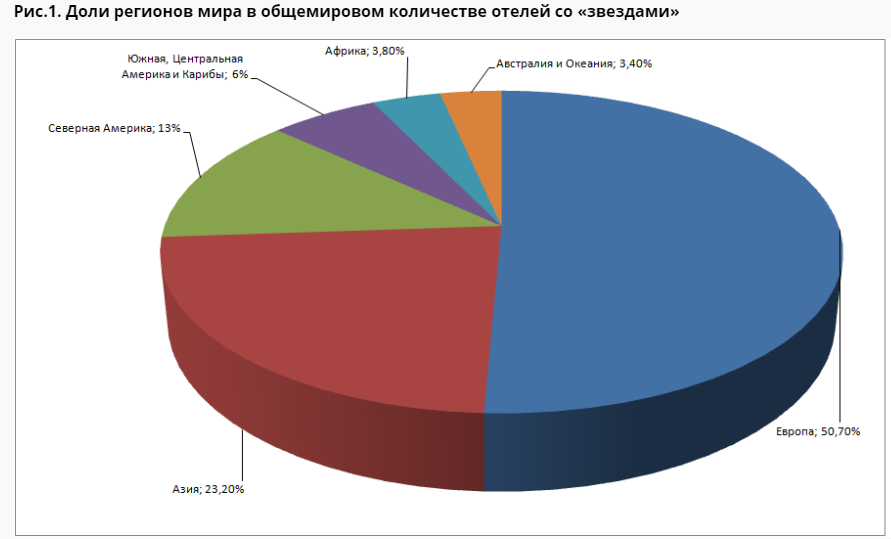 Рис.1. Доли регионов мира в общемировом количестве отелей со «звездами»
Африка; 3,80%
Южная, Центральная
Америка и Карибы; 6%
Австралия и Океания; 3,40%
Северная Америка; 13%
Европа; 50,70%
Азия; 23,20%